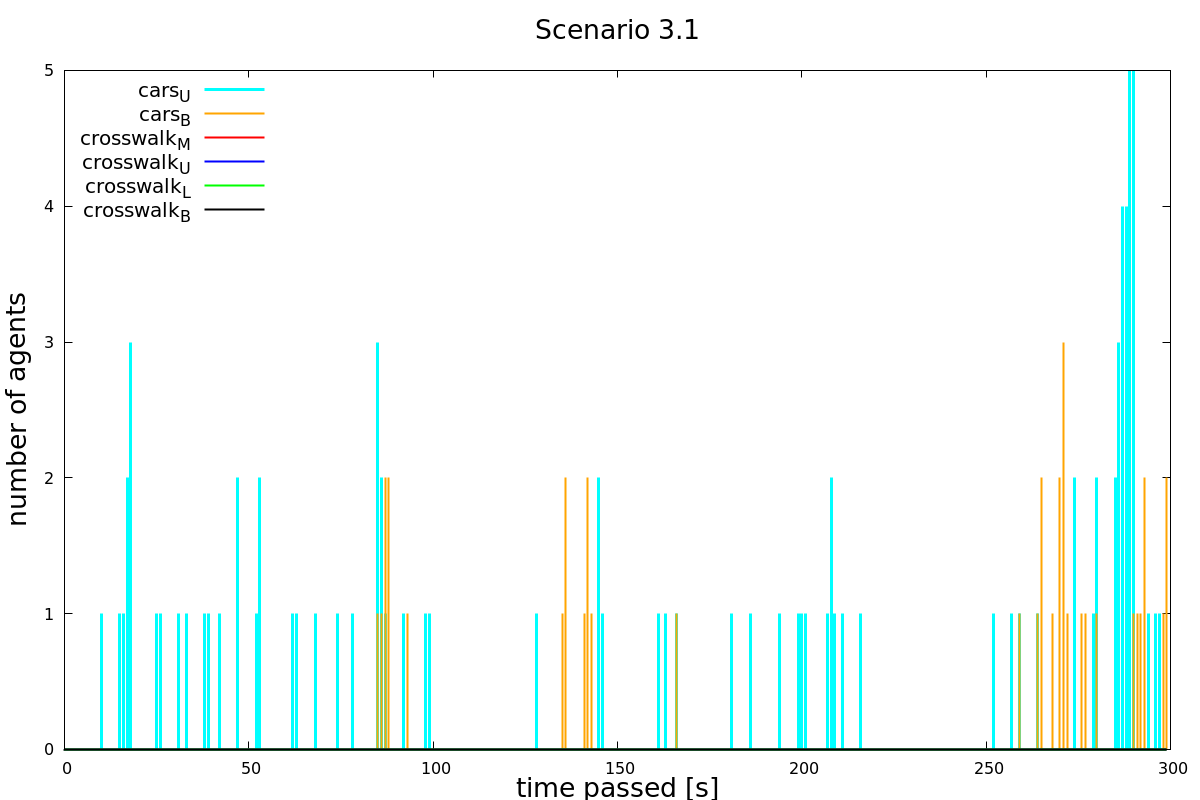 Scenario 3.1
5
4
3
2
1
0
number of agents
cars_U
cars_B
crosswalk_M
crosswalk_U
crosswalk_L
crosswalk_B
0 50 100 150 200 250 300
time passed [s]